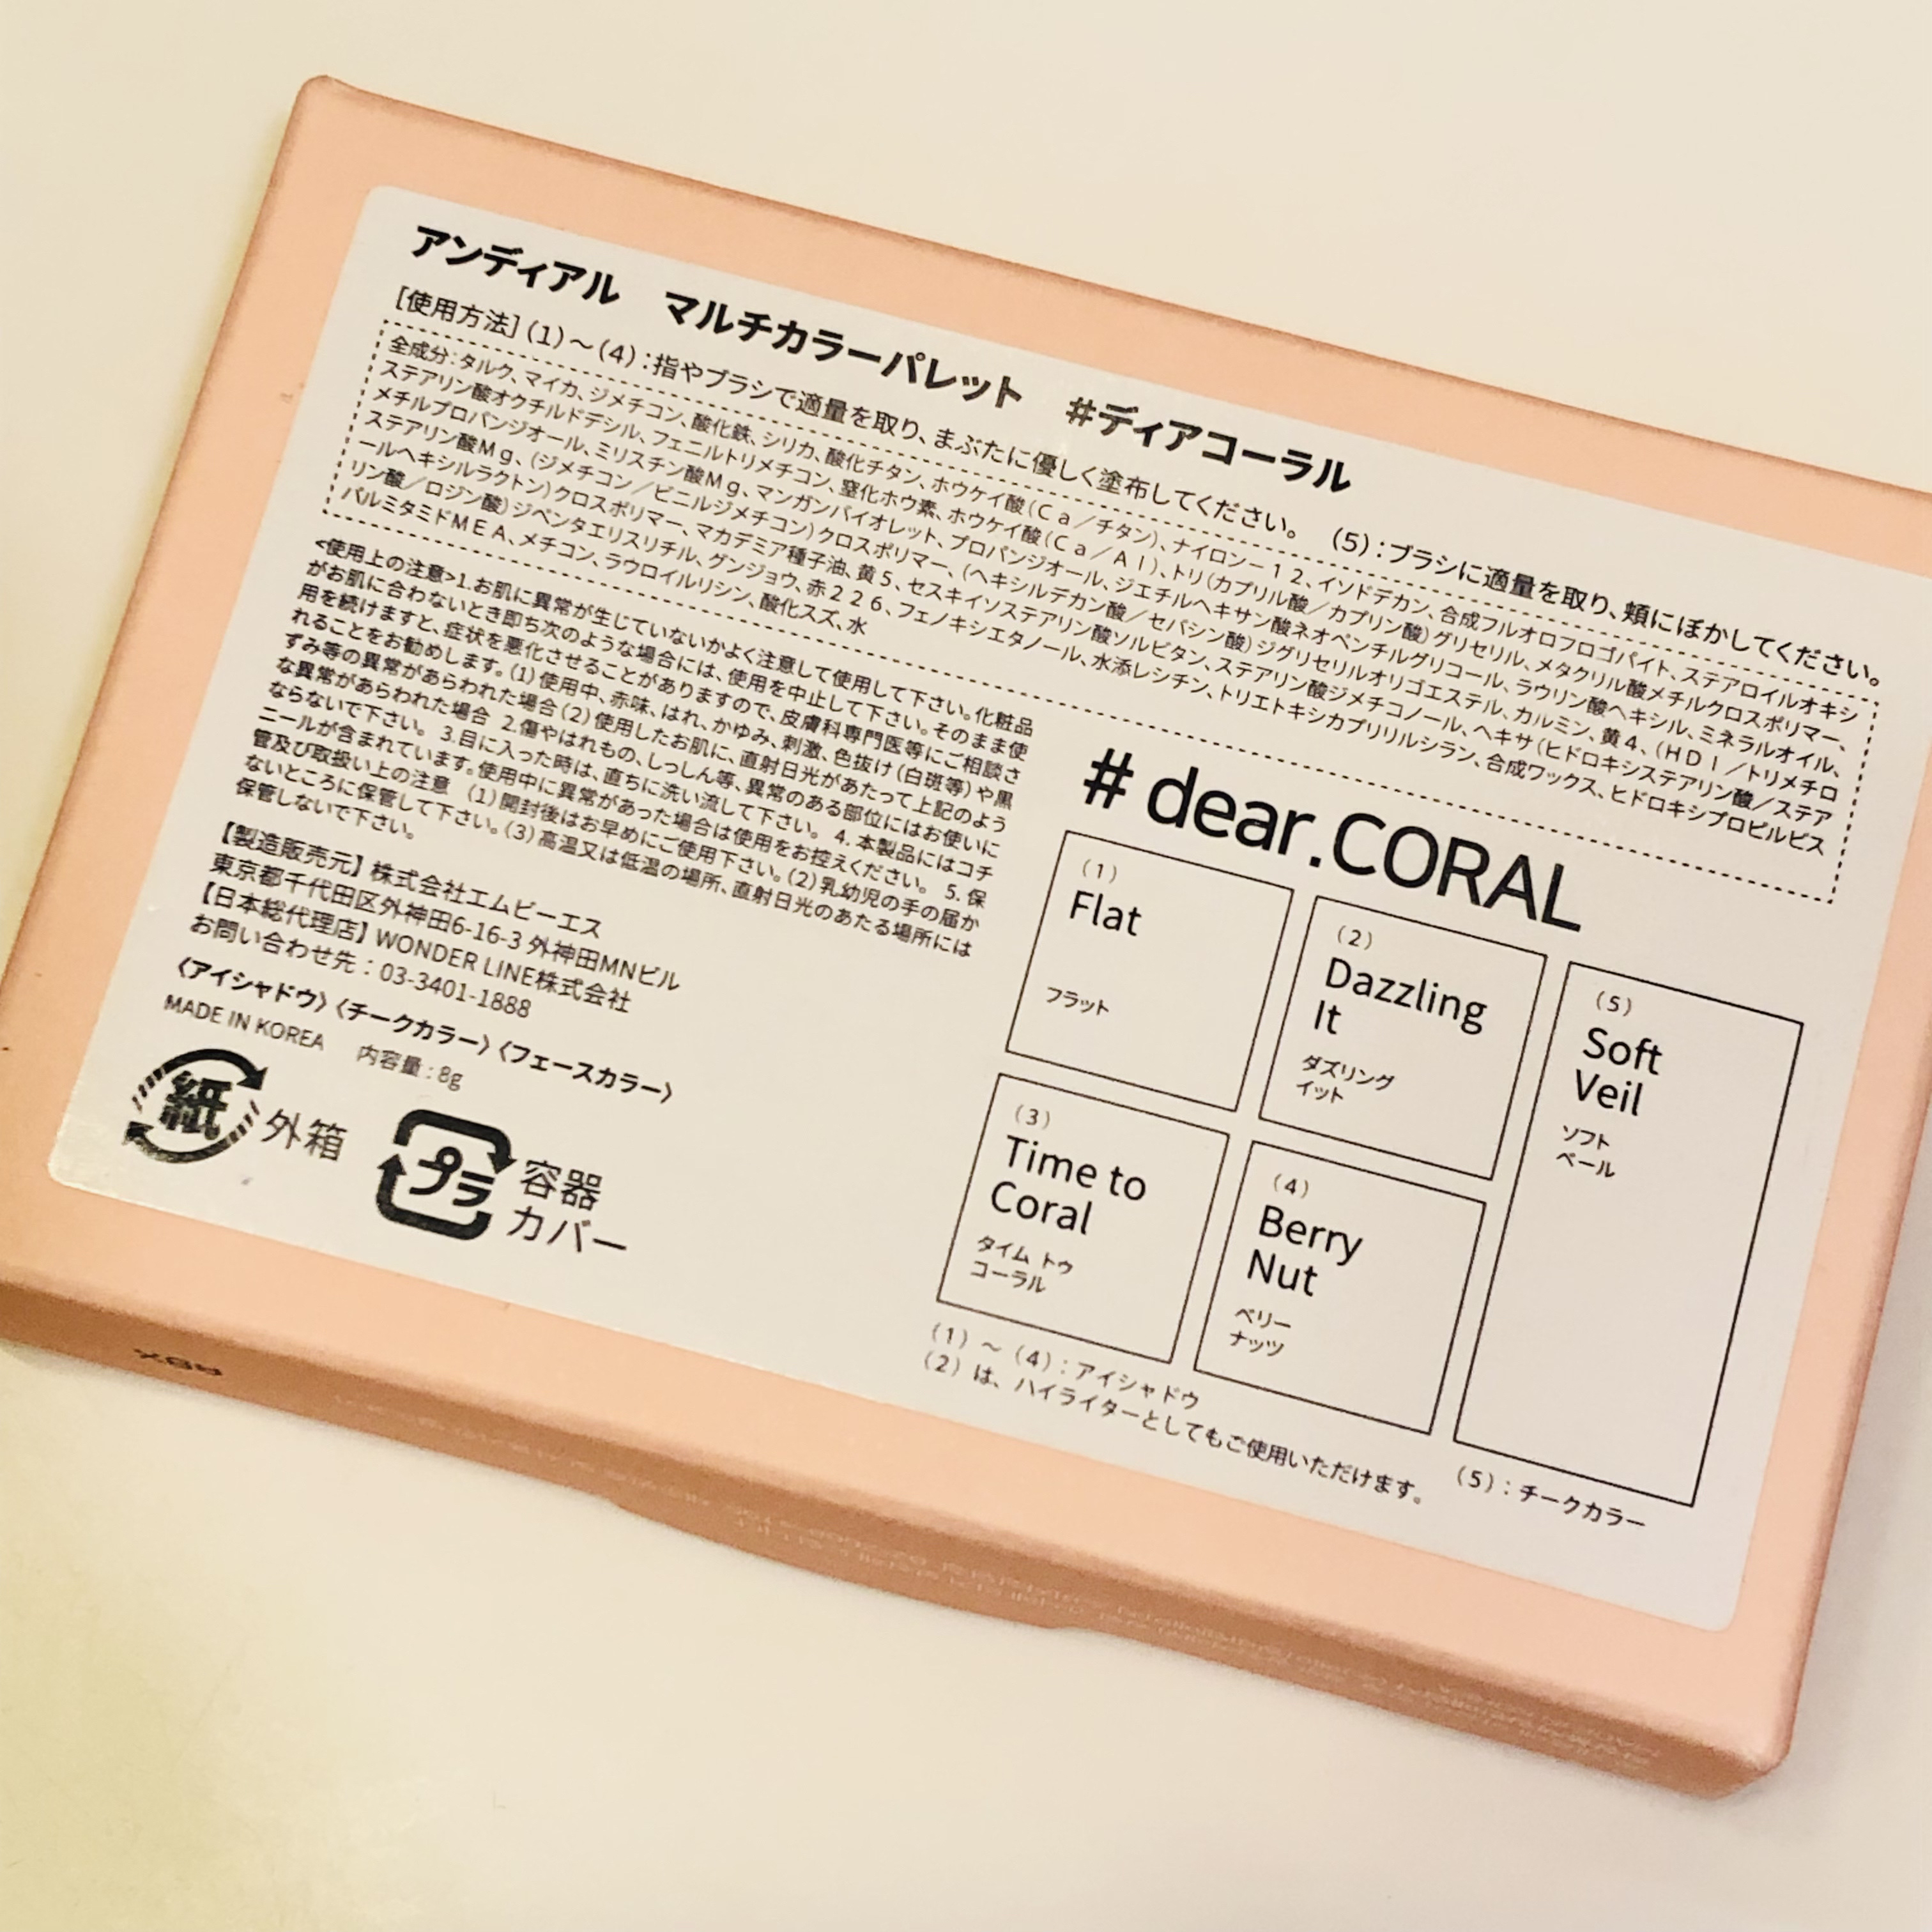 アンディアル　マルチカラーパレット　#ディアコーラル
[使用方法](1)～(4)：指やブラシで適量を取り、まぶたに優しく塗布してください。　(5)：ブラシに適量を取り、頬にぼかしてください。
全成分：タルク、マイカ、ジメチコン、酸化鉄、シリカ、酸化チタン、ホウケイ酸（Ｃａ／チタン）、ナイロン－１２、イソドデカン、合成フルオロフロゴパイト、ステアロイルオキシ
ステアリン酸オクチルドデシル、フェニルトリメチコン、窒化ホウ素、ホウケイ酸（Ｃａ／Ａｌ）、トリ（カプリル酸／カプリン酸）グリセリル、メタクリル酸メチルクロスポリマー、
メチルプロパンジオール、ミリスチン酸Ｍｇ、マンガンバイオレット、プロパンジオール、ジエチルヘキサン酸ネオペンチルグリコール、ラウリン酸ヘキシル、ミネラルオイル、
ステアリン酸Ｍｇ、（ジメチコン／ビニルジメチコン）クロスポリマー、（ヘキシルデカン酸／セバシン酸）ジグリセリルオリゴエステル、カルミン、黄４、（ＨＤＩ／トリメチロ
ールヘキシルラクトン）クロスポリマー、マカデミア種子油、黄５、セスキイソステアリン酸ソルビタン、ステアリン酸ジメチコノール、ヘキサ（ヒドロキシステアリン酸／ステア
リン酸／ロジン酸）ジペンタエリスリチル、グンジョウ、赤２２６、フェノキシエタノール、水添レシチン、トリエトキシカプリリルシラン、合成ワックス、ヒドロキシプロピルビス
パルミタミドＭＥＡ、メチコン、ラウロイルリシン、酸化スズ、水
<使用上の注意>1.お肌に異常が生じていないかよく注意して使用して下さい。化粧品
がお肌に合わないとき即ち次のような場合には、使用を中止して下さい。そのまま使
用を続けますと、症状を悪化させることがありますので、皮膚科専門医等にご相談さ
れることをお勧めします。(1)使用中、赤味、はれ、かゆみ、刺激、色抜け(白斑等)や黒
ずみ等の異常があらわれた場合(2)使用したお肌に、直射日光があたって上記のよう
な異常があらわれた場合 2.傷やはれもの、しっしん等、異常のある部位にはお使いに
ならないで下さい。 3.目に入った時は、直ちに洗い流して下さい。 4. 本製品にはコチ
ニールが含まれています。使用中に異常があった場合は使用をお控えください。 5. 保
管及び取扱い上の注意 (1)開封後はお早めにご使用下さい。(2)乳幼児の手の届か
ないところに保管して下さい。(3)高温又は低温の場所、直射日光のあたる場所には
保管しないで下さい。
【製造販売元】株式会社エムビーエス
東京都千代田区外神田6-16-3 外神田MNビル
【日本総代理店】WONDER LINE株式会社
お問い合わせ先：03-3401-1888
〈アイシャドウ〉〈チークカラー〉〈フェースカラー〉
MADE IN KOREA　内容量：8g
紙 外箱
プラ 容器
カバー
# dear.CORAL
(1)
Flat
フラット
(2)
Dazzling
It
ダズリング
イット
(3)
Time to
Coral
タイム トゥ
コーラル
(4)
Berry
Nut
ベリー
ナッツ
(5)
Soft
Veil
ソフト
ベール
(1)～(4)：アイシャドウ
(2)は、ハイライターとしてもご使用いただけます。
(5)：チークカラー